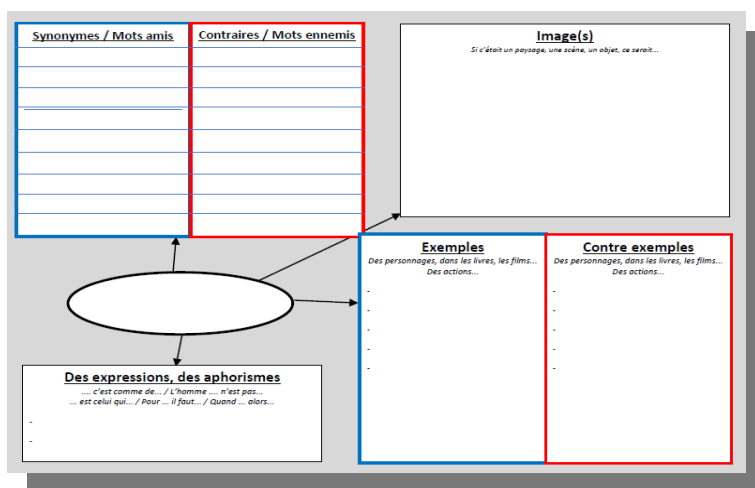 Synonymes / Mots amis
Contraires / Mots ennemis
Image(s)
Si c'était un paysage, une scène, un objet, ce serait...
Exemples
Des personnages, dans les livres, les films...
Des actions...
-
-
-
-
-
Contre exemples
Des personnages, dans les livres, les films...
Des actions...
-
-
-
-
-
Des expressions, des aphorismes
.... c'est comme de... / L'homme .... n'est pas...
... est celui qui... / Pour ... il faut... / Quand ... alors...
-
-